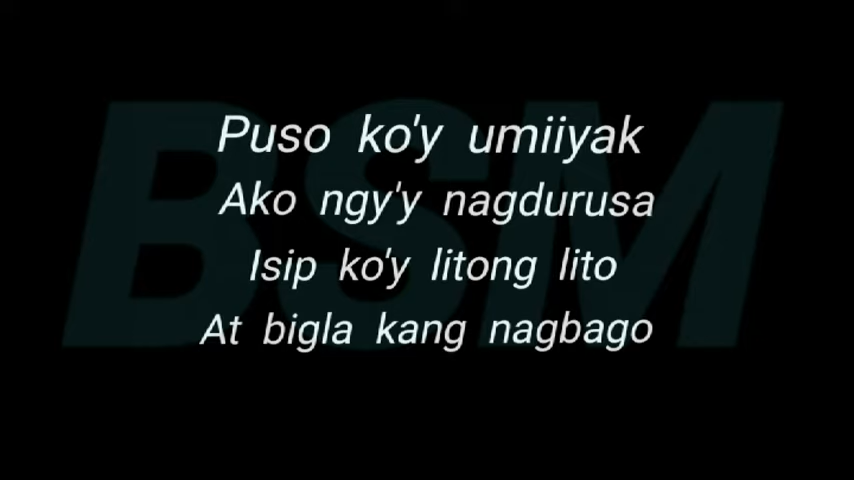 BSM
Puso ko'y umiiyak
Ako ngy'y nagdurusa
Isip ko'y litong lito
At bigla kang nagbago